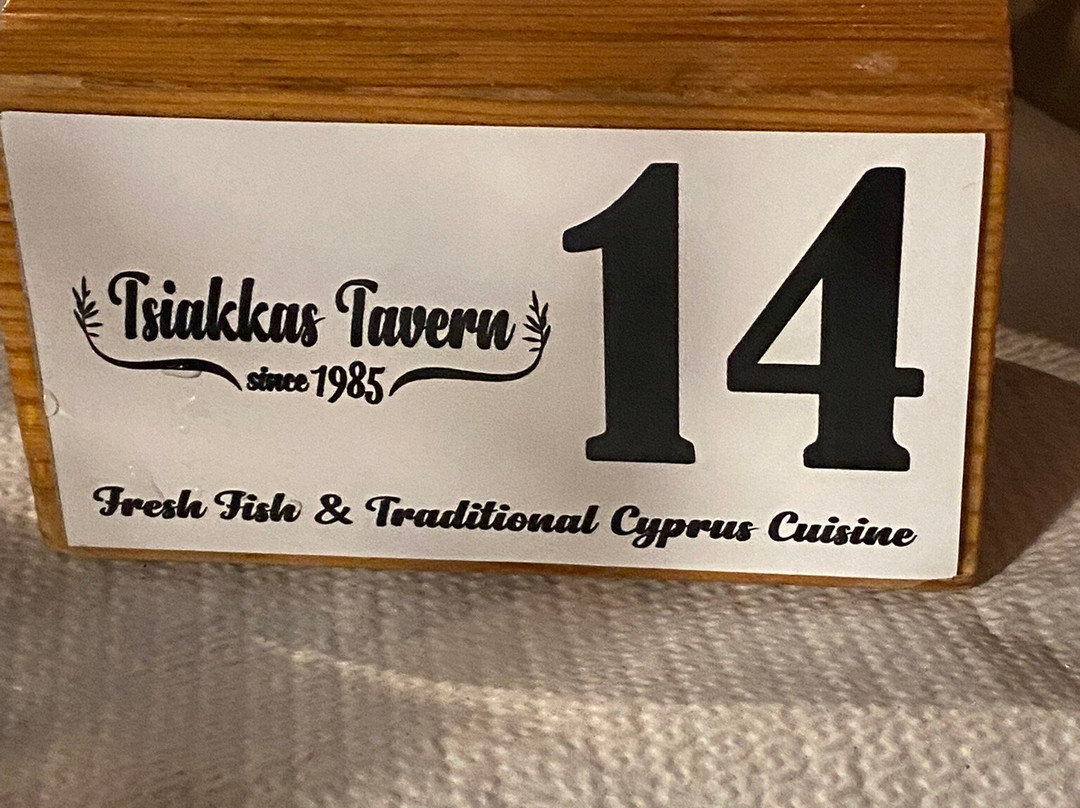 Tsiakkas Tavern
since 1985
14
Fresh Fish & Traditional Cyprus Cuisine